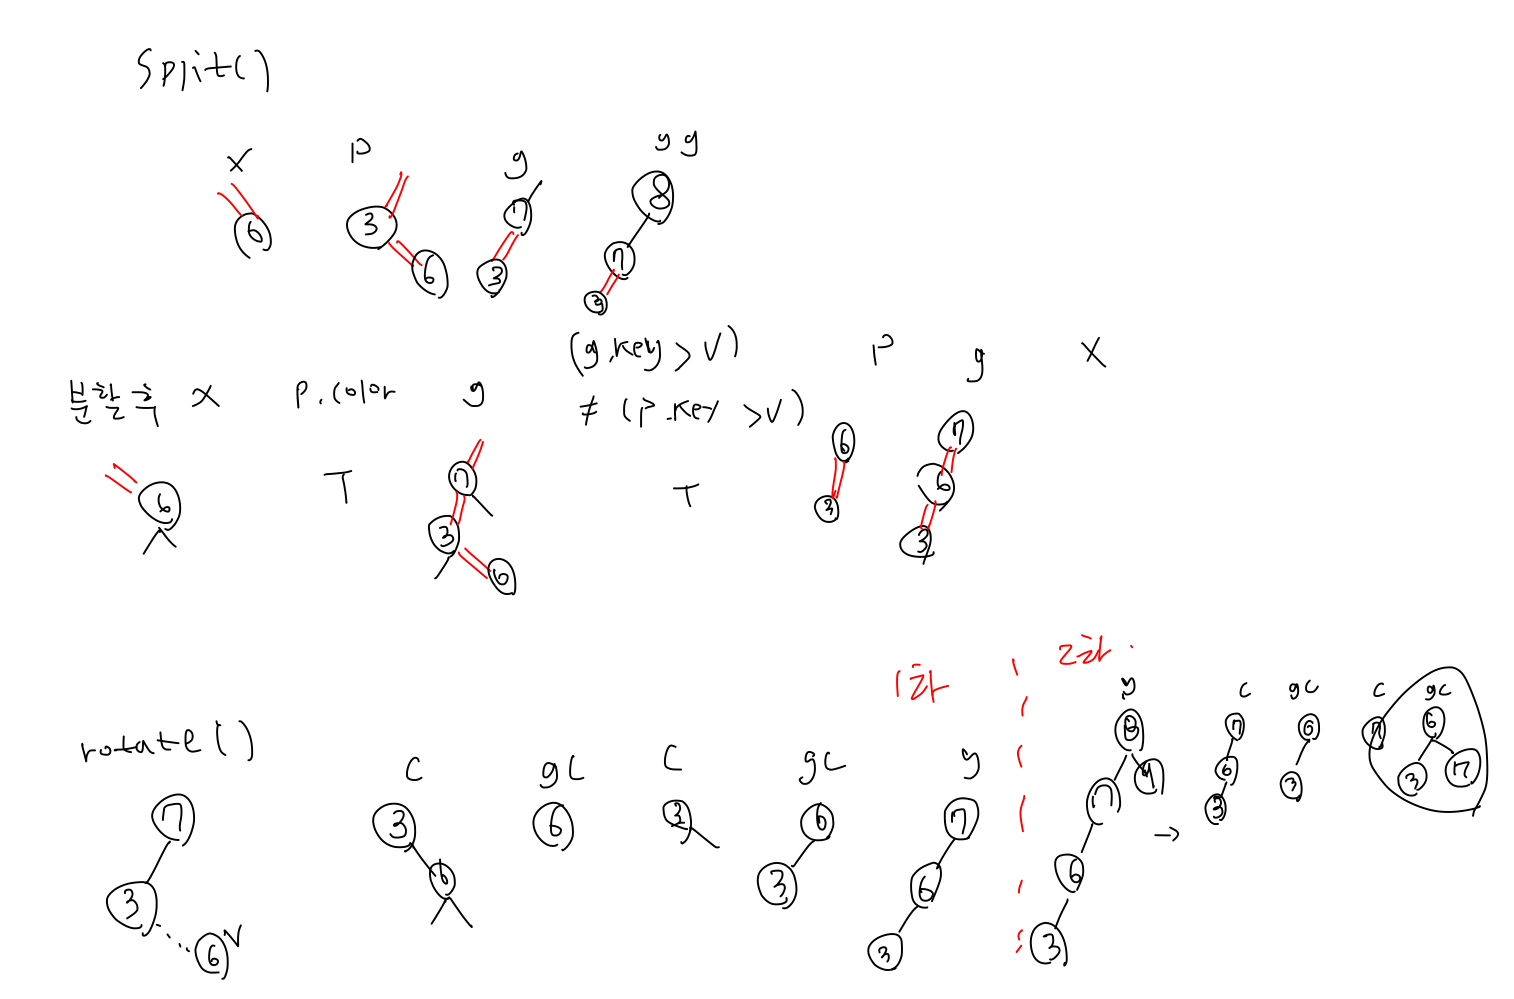 Split()
x P g gg
6 3 6 7 3 8 7 3
(g.key > V)
≠ (P.key > V)
P g X
분할 후 x P.color g
6 T 7 3 6 T 6 3 7 6 3
1회 2회
rotate()
C gc C gc y y C gc C gc
7 3 6 V
3 6
6
3
6 3
7 6 3
8 7 6 3
→
7 6 3
6 3
7
6 3 7